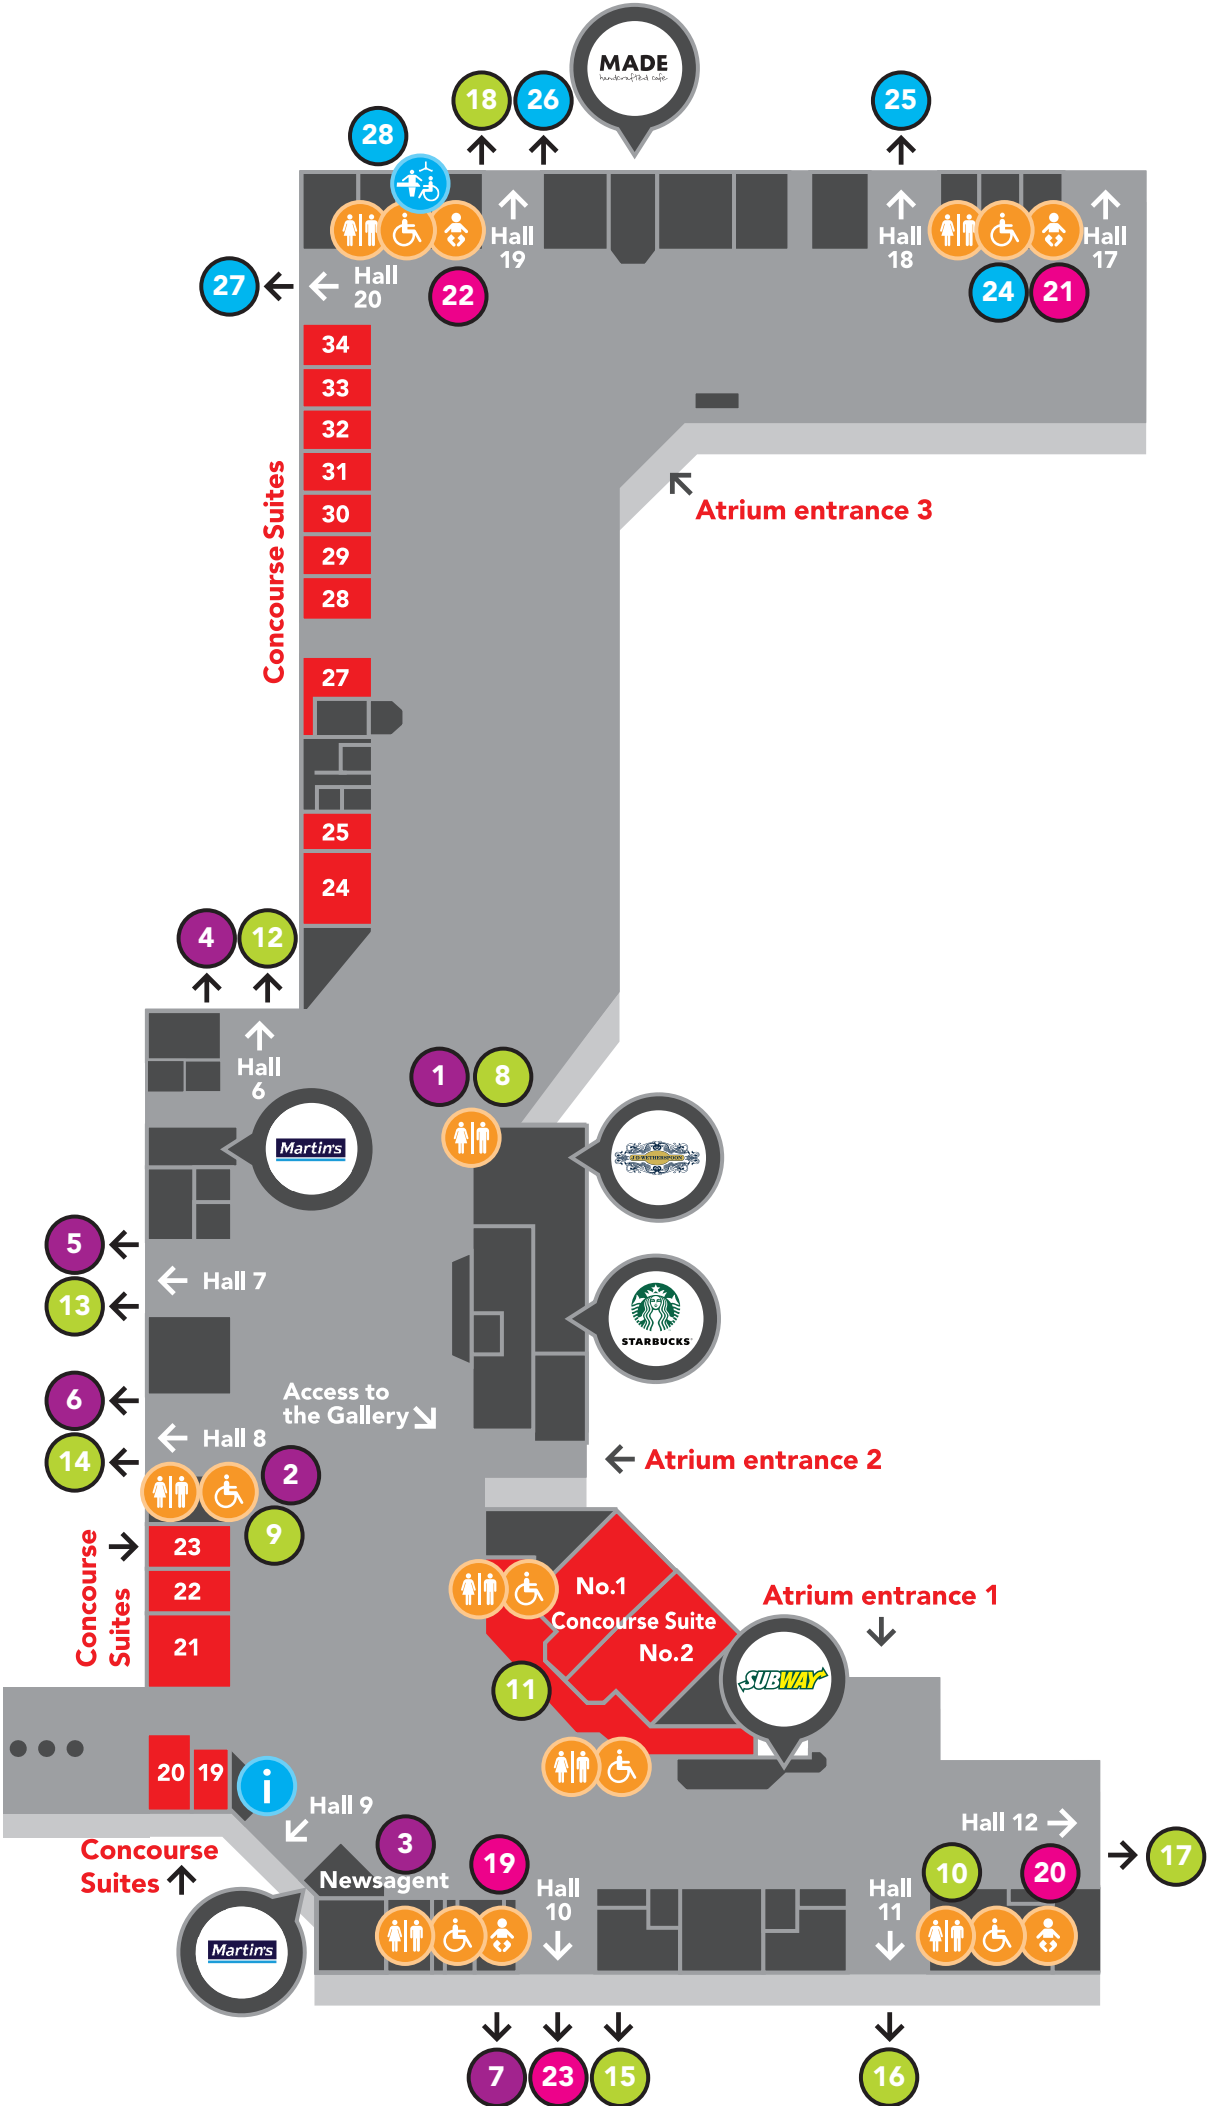 MADE
handcrafted cafe
18
26
25
28
Hall
19
Hall
18
Hall
17
Hall
20
27
22
24
21
34
33
32
31
30
29
28
Concourse Suites
Atrium entrance 3
27
25
24
4
12
Hall
6
1
8
Martin's
J·D·WETHERSPOON
5
Hall 7
13
STARBUCKS
6
Access to
the Gallery
Hall 8
14
2
Atrium entrance 2
9
Concourse
Suites
23
22
21
No.1
Concourse Suite
No.2
Atrium entrance 1
SUBWAY
11
20
19
i
Hall 9
Hall 12
Concourse
Suites
3
Newsagent
19
Hall
10
Hall
11
10
20
17
Martin's
7
23
15
16